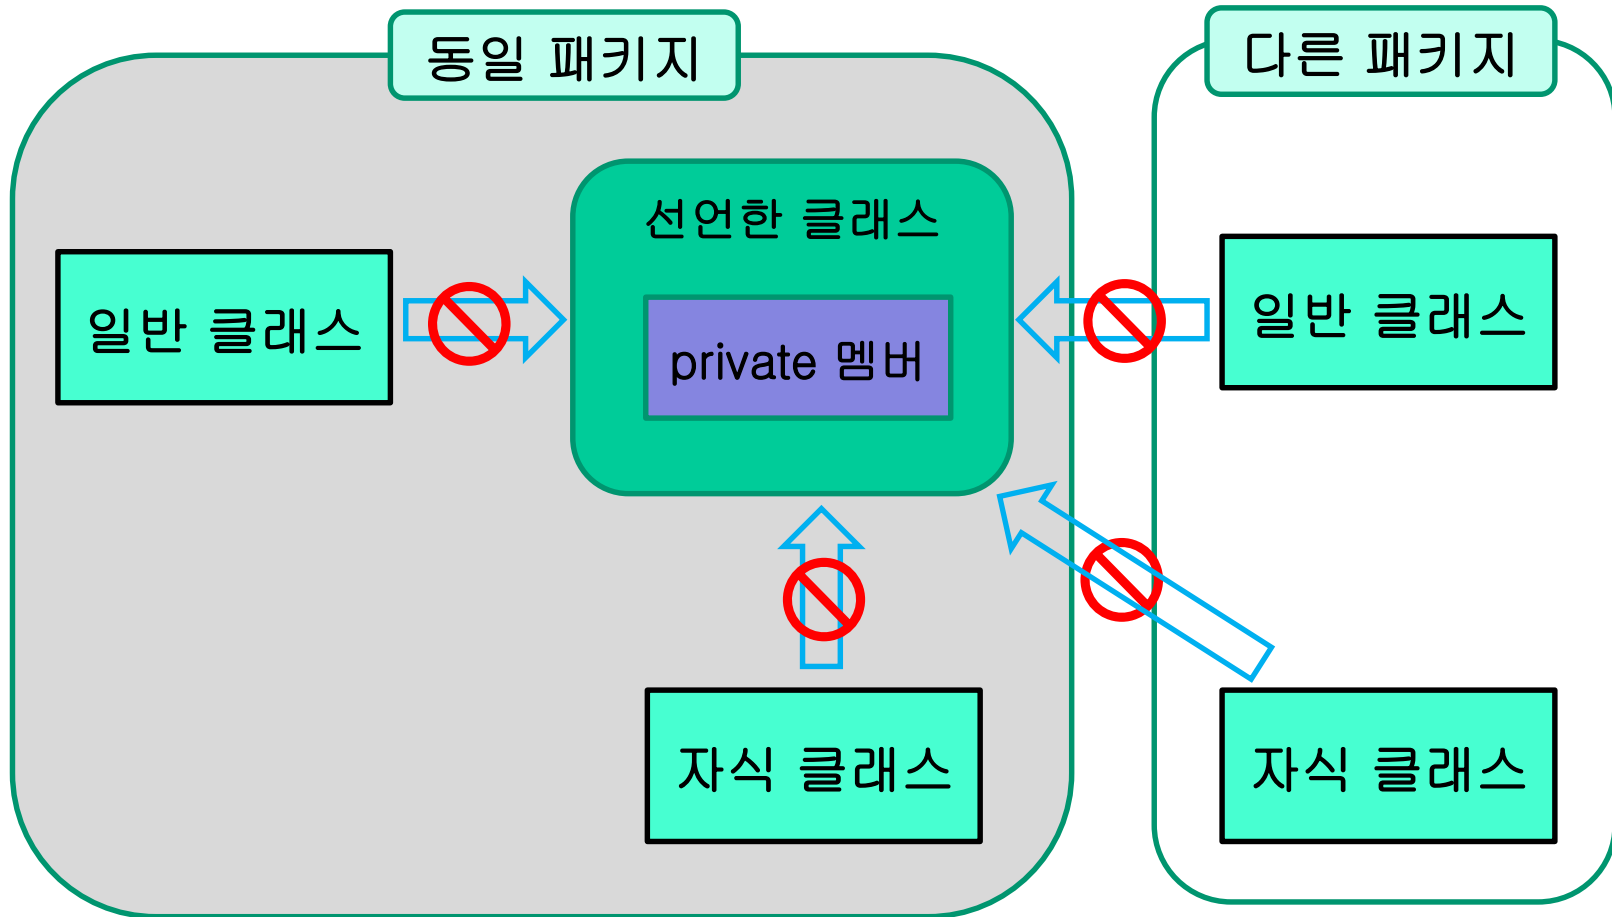 동일 패키지
다른 패키지
선언한 클래스
일반 클래스
private 멤버
일반 클래스
자식 클래스
자식 클래스